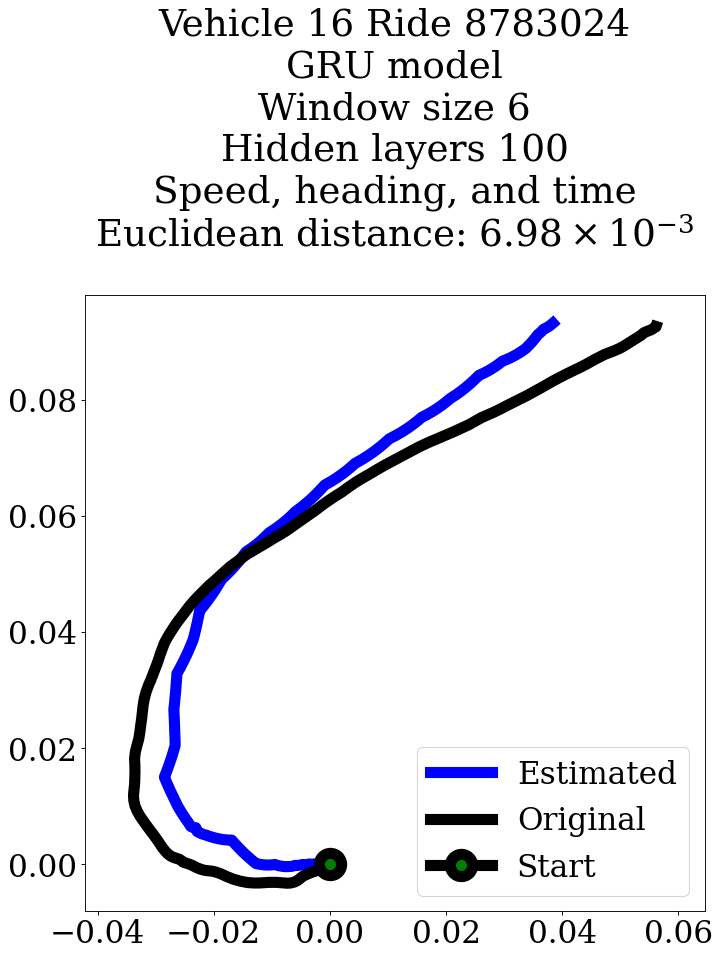 Vehicle 16 Ride 8783024
GRU model
Window size 6
Hidden layers 100
Speed, heading, and time
Euclidean distance: 6.98 × 10⁻³
0.08
0.06
0.04
0.02
0.00
Estimated
Original
Start
−0.04 −0.02 0.00 0.02 0.04 0.06